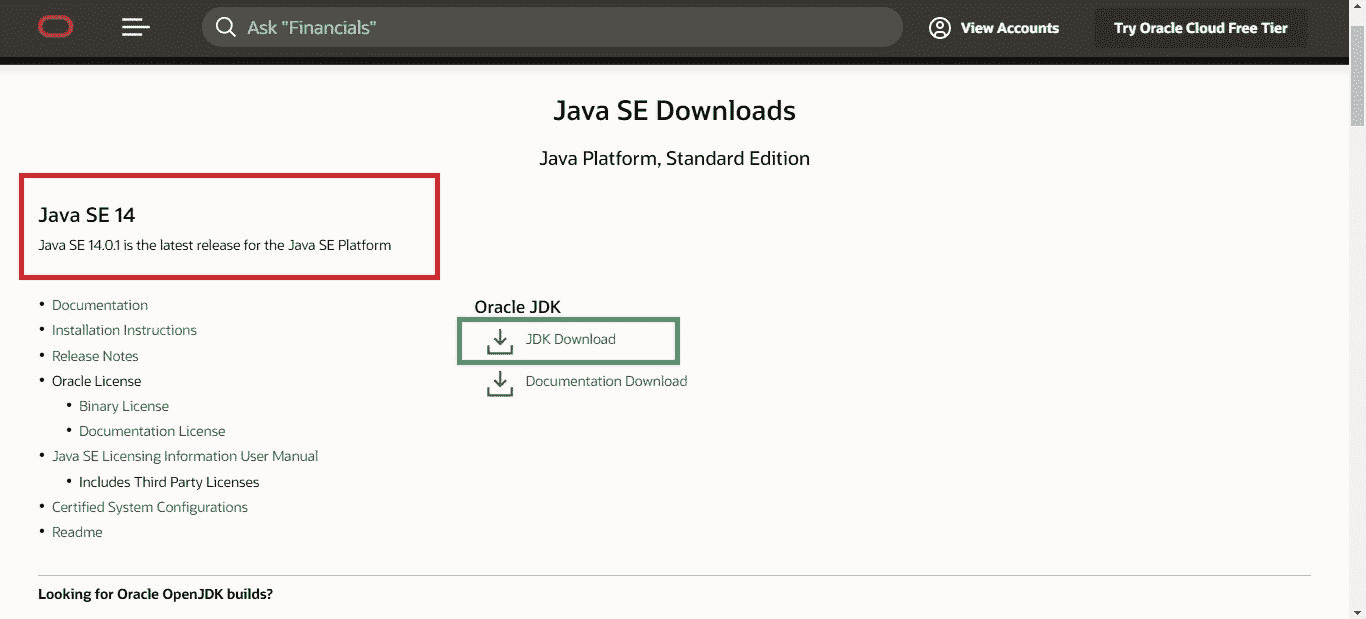 Ask "Financials"
View Accounts
Try Oracle Cloud Free Tier
Java SE Downloads
Java Platform, Standard Edition
Java SE 14
Java SE 14.0.1 is the latest release for the Java SE Platform
• Documentation
• Installation Instructions
• Release Notes
• Oracle License
• Binary License
• Documentation License
• Java SE Licensing Information User Manual
• Includes Third Party Licenses
• Certified System Configurations
• Readme
Oracle JDK
JDK Download
Documentation Download
Looking for Oracle OpenJDK builds?